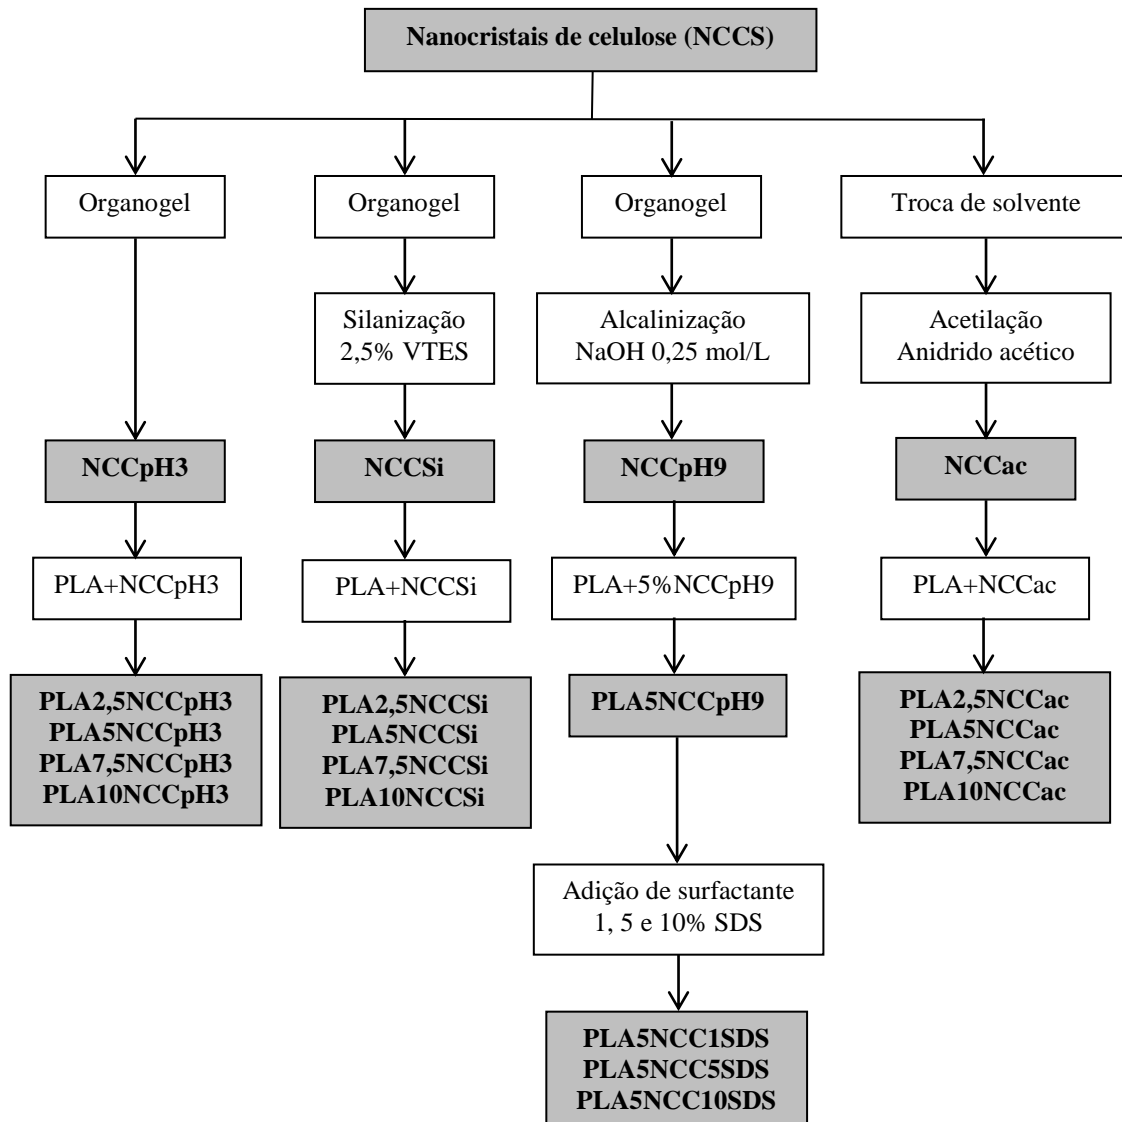 Nanocristais de celulose (NCCS)
Organogel
Organogel
Organogel
Troca de solvente
Silanização
2,5% VTES
Alcalinização
NaOH 0,25 mol/L
Acetilação
Anidrido acético
NCCpH3
NCCSi
NCCpH9
NCCac
PLA+NCCpH3
PLA+NCCSi
PLA+5%NCCpH9
PLA+NCCac
PLA2,5NCCpH3
PLA5NCCpH3
PLA7,5NCCpH3
PLA10NCCpH3
PLA2,5NCCSi
PLA5NCCSi
PLA7,5NCCSi
PLA10NCCSi
PLA5NCCpH9
PLA2,5NCCac
PLA5NCCac
PLA7,5NCCac
PLA10NCCac
Adição de surfactante
1, 5 e 10% SDS
PLA5NCC1SDS
PLA5NCC5SDS
PLA5NCC10SDS